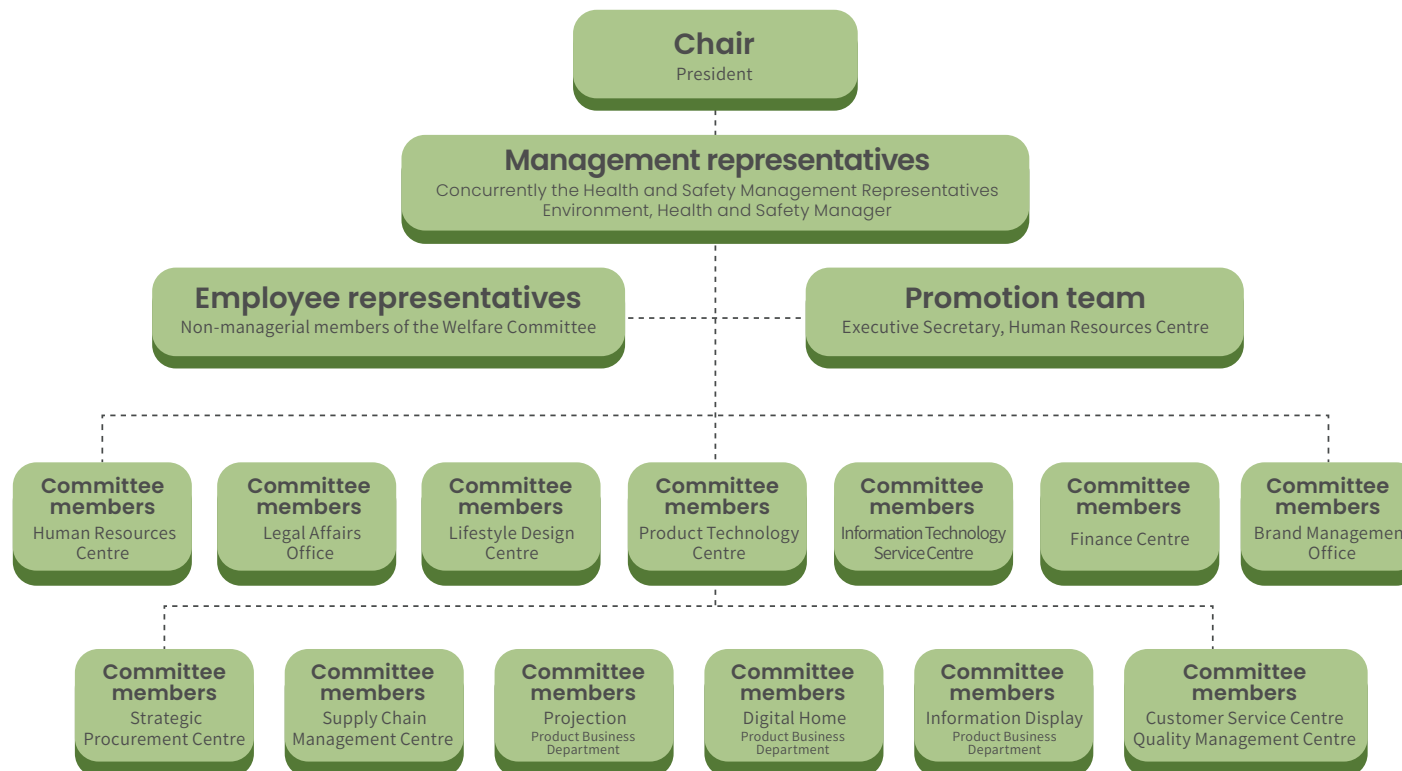 Chair
President
Management representatives
Concurrently the Health and Safety Management Representatives
Environment, Health and Safety Manager
Employee representatives
Non-managerial members of the Welfare Committee
Promotion team
Executive Secretary, Human Resources Centre
Committee
members
Human Resources
Centre
Committee
members
Legal Affairs
Office
Committee
members
Lifestyle Design
Centre
Committee
members
Product Technology
Centre
Committee
members
Information Technology
Service Centre
Committee
members
Finance Centre
Committee
members
Brand Managemen
Office
Committee
members
Strategic
Procurement Centre
Committee
members
Supply Chain
Management Centre
Committee
members
Projection
Product Business
Department
Committee
members
Digital Home
Product Business
Department
Committee
members
Information Display
Product Business
Department
Committee
members
Customer Service Centre
Quality Management Centre